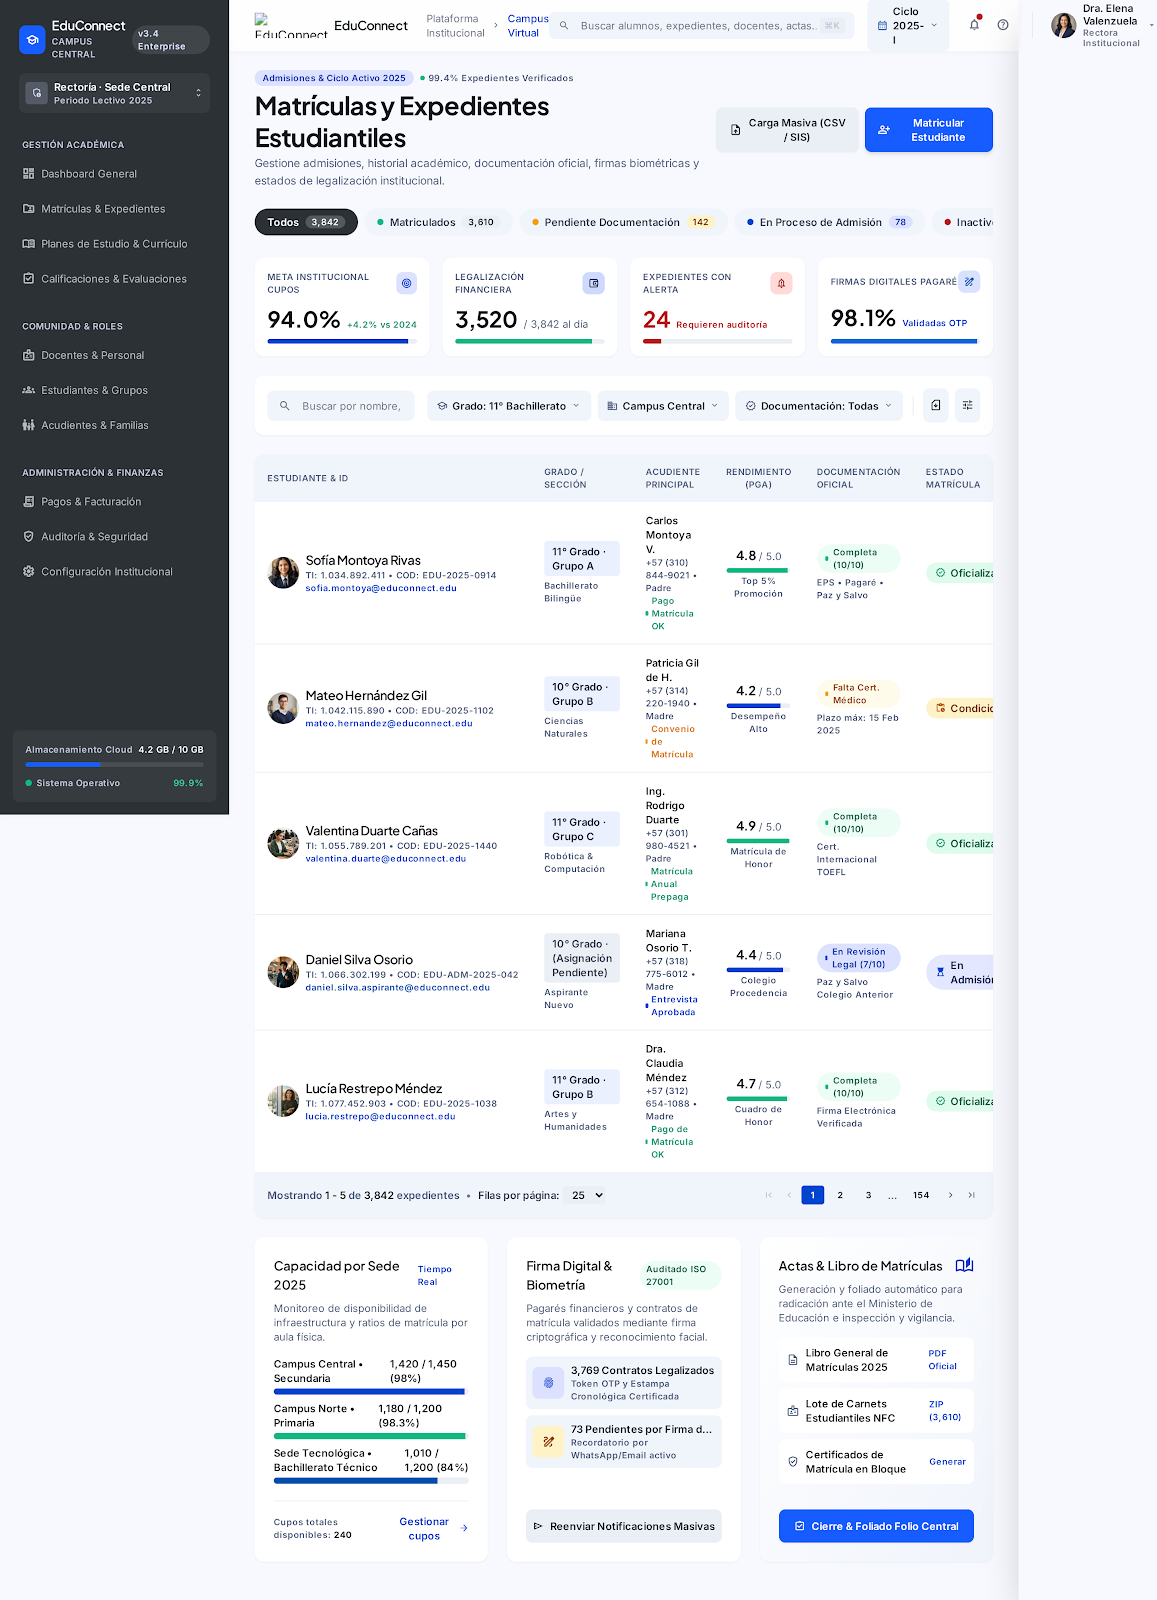 EduConnect
CAMPUS
CENTRAL
v3.4
Enterprise
Rectoría · Sede Central
Periodo Lectivo 2025
GESTIÓN ACADÉMICA
Dashboard General
Matrículas & Expedientes
Planes de Estudio & Currículo
Calificaciones & Evaluaciones
COMUNIDAD & ROLES
Docentes & Personal
Estudiantes & Grupos
Acudientes & Familias
ADMINISTRACIÓN & FINANZAS
Pagos & Facturación
Auditoría & Seguridad
Configuración Institucional
Almacenamiento Cloud 4.2 GB / 10 GB
Sistema Operativo 99.9%
EduConnect
EduConnect
Plataforma
Institucional
›
Campus
Virtual
Buscar alumnos, expedientes, docentes, actas.. ⌘K
Ciclo
2025-
I
Dra. Elena
Valenzuela
Rectora
Institucional
Admisiones & Ciclo Activo 2025
99.4% Expedientes Verificados
Matrículas y Expedientes
Estudiantiles
Gestione admisiones, historial académico, documentación oficial, firmas biométricas y
estados de legalización institucional.
Carga Masiva (CSV
/ SIS)
Matricular
Estudiante
Todos 3,842
Matriculados 3,610
Pendiente Documentación 142
En Proceso de Admisión 78
Inactiv
META INSTITUCIONAL
CUPOS
94.0% +4.2% vs 2024
LEGALIZACIÓN
FINANCIERA
3,520 / 3,842 al día
EXPEDIENTES CON
ALERTA
24 Requieren auditoría
FIRMAS DIGITALES PAGARÉ
98.1% Validadas OTP
Buscar por nombre,
Grado: 11° Bachillerato
Campus Central
Documentación: Todas
ESTUDIANTE & ID
GRADO /
SECCIÓN
ACUDIENTE
PRINCIPAL
RENDIMIENTO
(PGA)
DOCUMENTACIÓN
OFICIAL
ESTADO
MATRÍCULA
Sofía Montoya Rivas
TI: 1.034.892.411 • COD: EDU-2025-0914
sofia.montoya@educonnect.edu
11° Grado ·
Grupo A
Bachillerato
Bilingüe
Carlos
Montoya
V.
+57 (310)
844-9021 •
Padre
Pago
Matrícula
OK
4.8 / 5.0
Top 5%
Promoción
Completa
(10/10)
EPS • Pagaré •
Paz y Salvo
Oficializa
Mateo Hernández Gil
TI: 1.042.115.890 • COD: EDU-2025-1102
mateo.hernandez@educonnect.edu
10° Grado ·
Grupo B
Ciencias
Naturales
Patricia Gil
de H.
+57 (314)
220-1940 •
Madre
Convenio
de
Matrícula
4.2 / 5.0
Desempeño
Alto
Falta Cert.
Médico
Plazo máx: 15 Feb
2025
Condicio
Valentina Duarte Cañas
TI: 1.055.789.201 • COD: EDU-2025-1440
valentina.duarte@educonnect.edu
11° Grado ·
Grupo C
Robótica &
Computación
Ing.
Rodrigo
Duarte
+57 (301)
980-4521 •
Padre
Matrícula
Anual
Prepaga
4.9 / 5.0
Matrícula de
Honor
Completa
(10/10)
Cert.
Internacional
TOEFL
Oficializa
Daniel Silva Osorio
TI: 1.066.302.199 • COD: EDU-ADM-2025-042
daniel.silva.aspirante@educonnect.edu
10° Grado ·
(Asignación
Pendiente)
Aspirante
Nuevo
Mariana
Osorio T.
+57 (318)
775-6012 •
Madre
Entrevista
Aprobada
4.4 / 5.0
Colegio
Procedencia
En Revisión
Legal (7/10)
Paz y Salvo
Colegio Anterior
En
Admisión
Lucía Restrepo Méndez
TI: 1.077.452.903 • COD: EDU-2025-1038
lucia.restrepo@educonnect.edu
11° Grado ·
Grupo B
Artes y
Humanidades
Dra.
Claudia
Méndez
+57 (312)
654-1088 •
Madre
Pago de
Matrícula
OK
4.7 / 5.0
Cuadro de
Honor
Completa
(10/10)
Firma Electrónica
Verificada
Oficializa
Mostrando 1 - 5 de 3,842 expedientes • Filas por página: 25
1 2 3 ... 154
Capacidad por Sede
2025
Tiempo
Real
Monitoreo de disponibilidad de
infraestructura y ratios de matrícula por
aula física.
Campus Central •
Secundaria
1,420 / 1,450
(98%)
Campus Norte •
Primaria
1,180 / 1,200
(98.3%)
Sede Tecnológica •
Bachillerato Técnico
1,010 /
1,200 (84%)
Cupos totales
disponibles: 240
Gestionar
cupos
Firma Digital &
Biometría
Auditado ISO
27001
Pagarés financieros y contratos de
matrícula validados mediante firma
criptográfica y reconocimiento facial.
3,769 Contratos Legalizados
Token OTP y Estampa
Cronológica Certificada
73 Pendientes por Firma d...
Recordatorio por
WhatsApp/Email activo
Reenviar Notificaciones Masivas
Actas & Libro de Matrículas
Generación y foliado automático para
radicación ante el Ministerio de
Educación e inspección y vigilancia.
Libro General de
Matrículas 2025
PDF
Oficial
Lote de Carnets
Estudiantiles NFC
ZIP
(3,610)
Certificados de
Matrícula en Bloque
Generar
Cierre & Foliado Folio Central